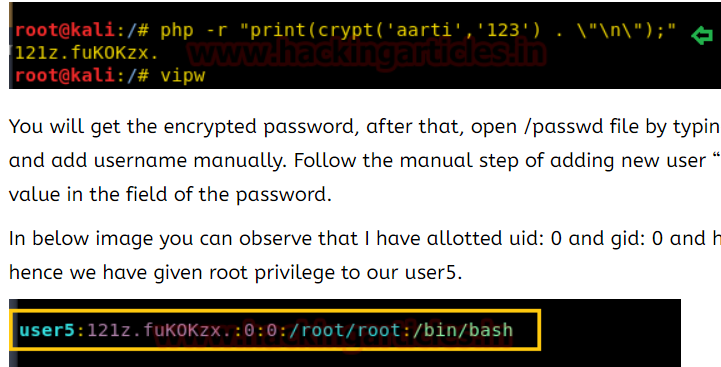 root@kali:/# php -r "print(crypt('aarti','123') . \"\n\");"
www.hackingarticles.in
121z.fuKOKzx.
root@kali:/# vipw
You will get the encrypted password, after that, open /passwd file by typin
and add username manually. Follow the manual step of adding new user “
value in the field of the password.
In below image you can observe that I have allotted uid: 0 and gid: 0 and h
hence we have given root privilege to our user5.
user5:121z.fuKOKzx.:0:0:/root/root:/bin/bash